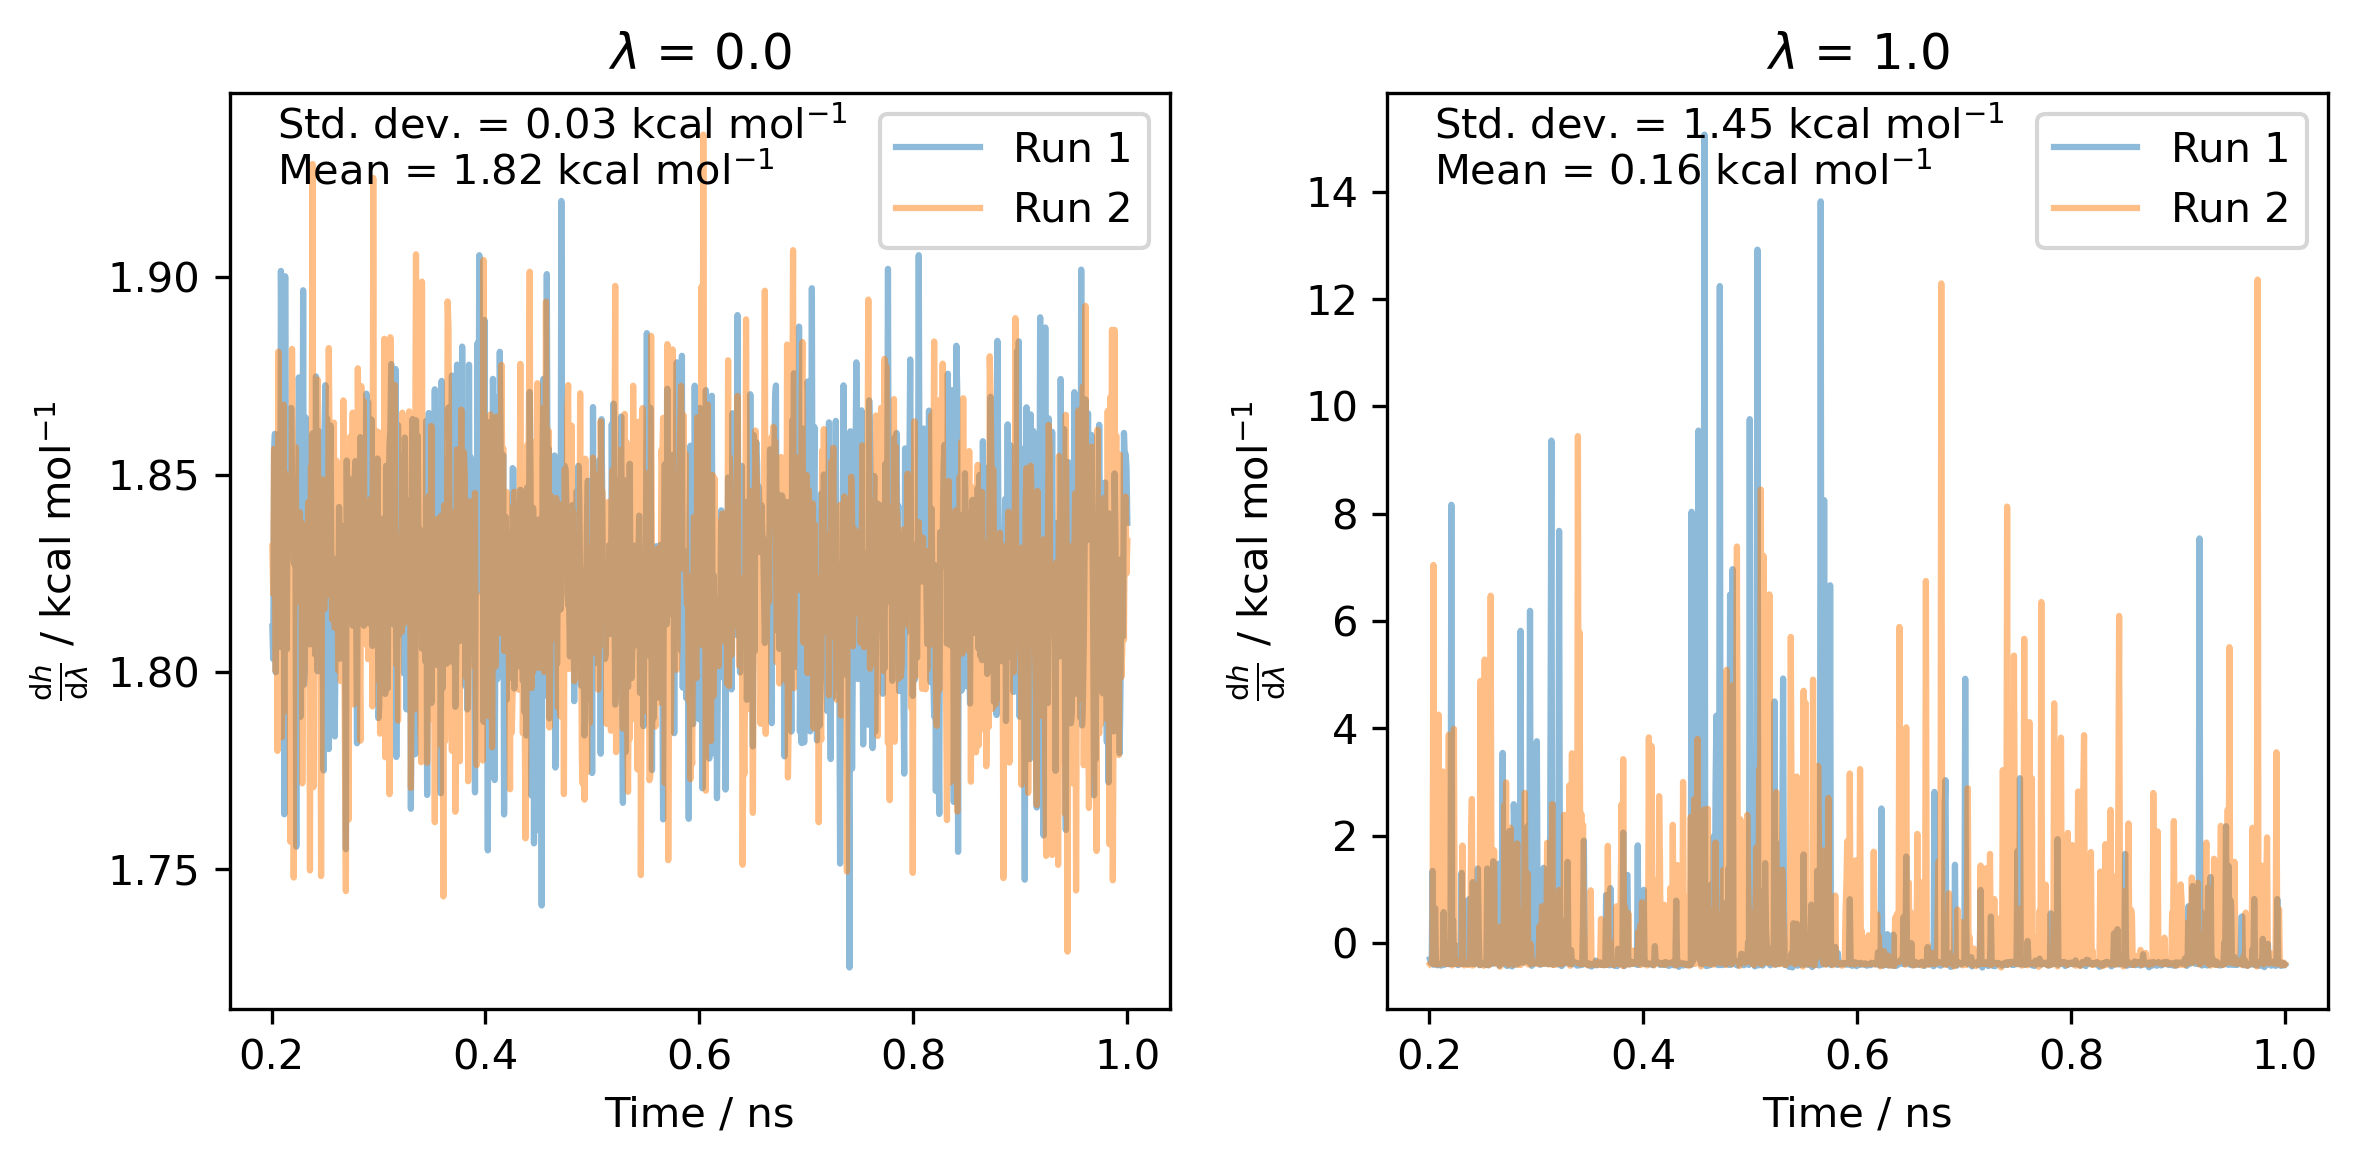 λ = 0.0
Std. dev. = 0.03 kcal mol⁻¹
Mean = 1.82 kcal mol⁻¹
Run 1
Run 2
1.90
1.85
1.80
1.75
dh/dλ / kcal mol⁻¹
0.2 0.4 0.6 0.8 1.0
Time / ns
λ = 1.0
Std. dev. = 1.45 kcal mol⁻¹
Mean = 0.16 kcal mol⁻¹
Run 1
Run 2
14
12
10
8
6
4
2
0
dh/dλ / kcal mol⁻¹
0.2 0.4 0.6 0.8 1.0
Time / ns